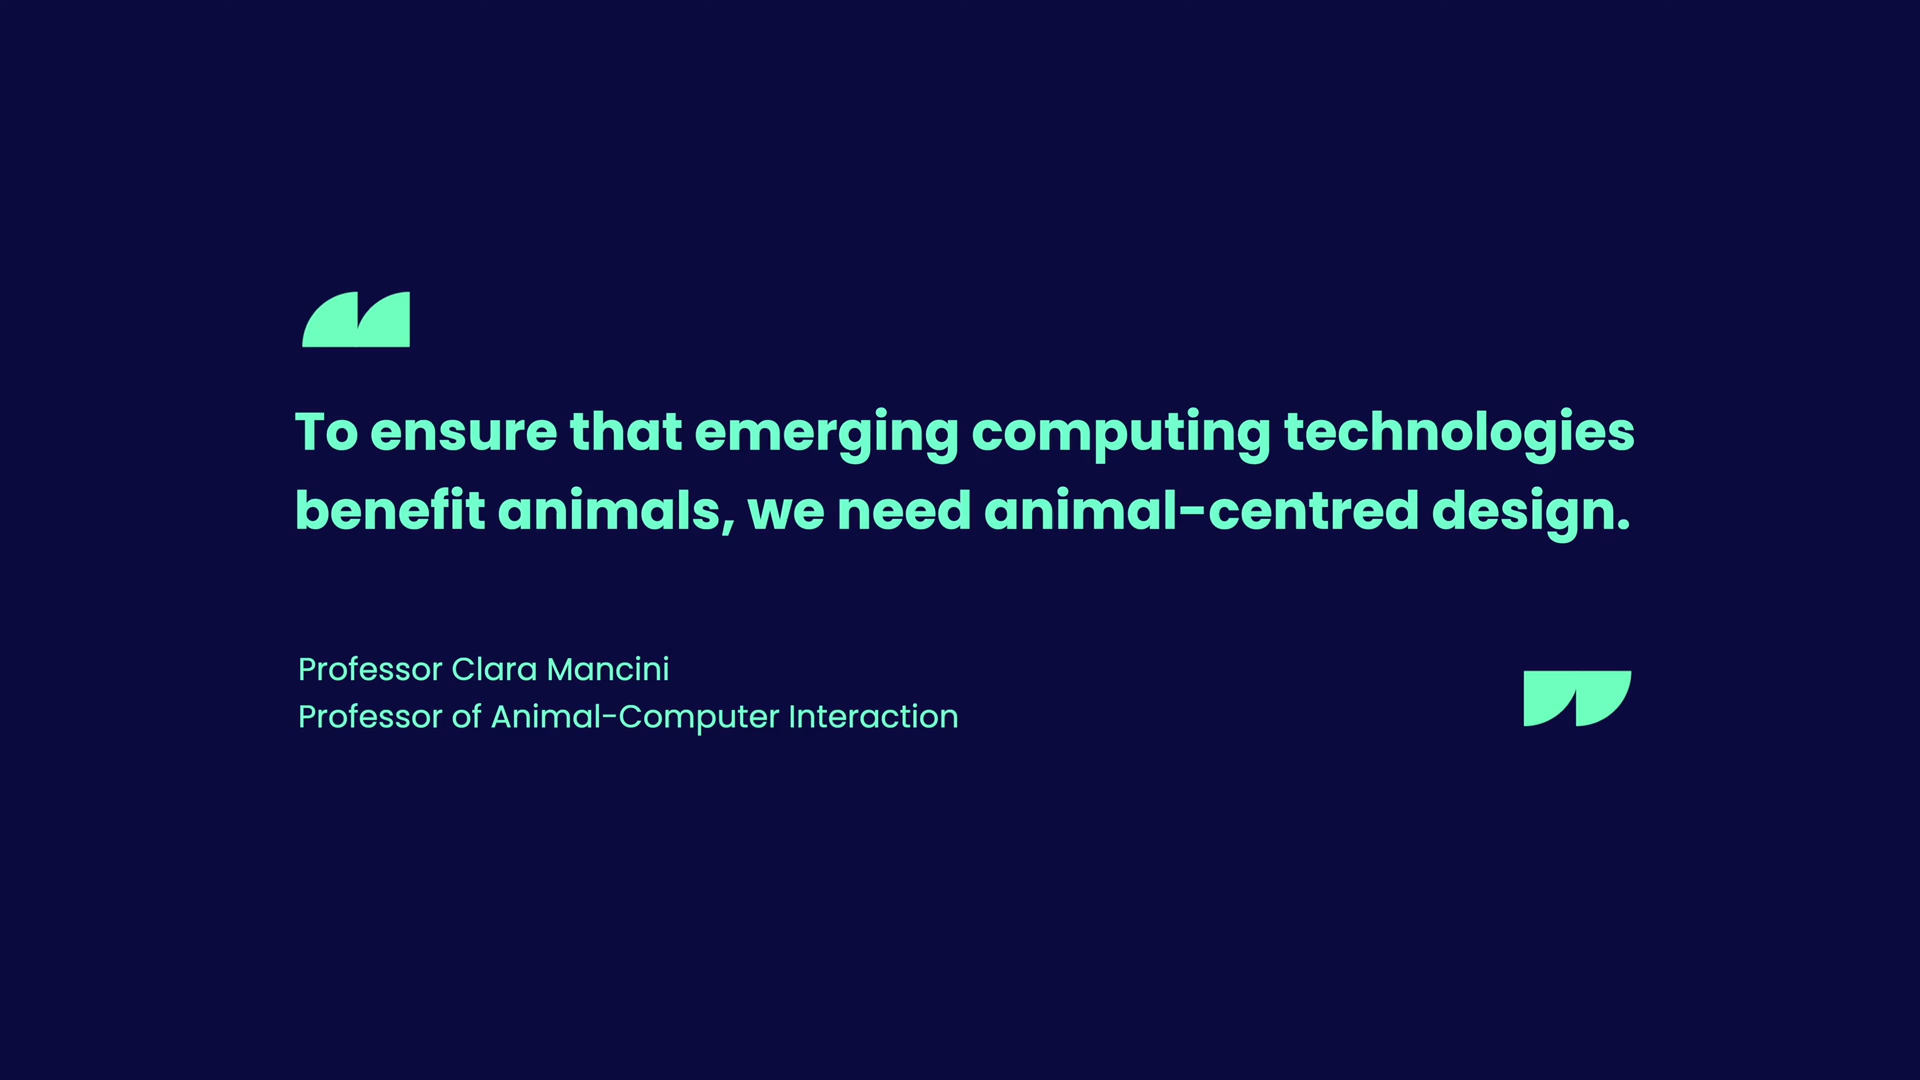 To ensure that emerging computing technologies
benefit animals, we need animal-centred design.
Professor Clara Mancini
Professor of Animal-Computer Interaction